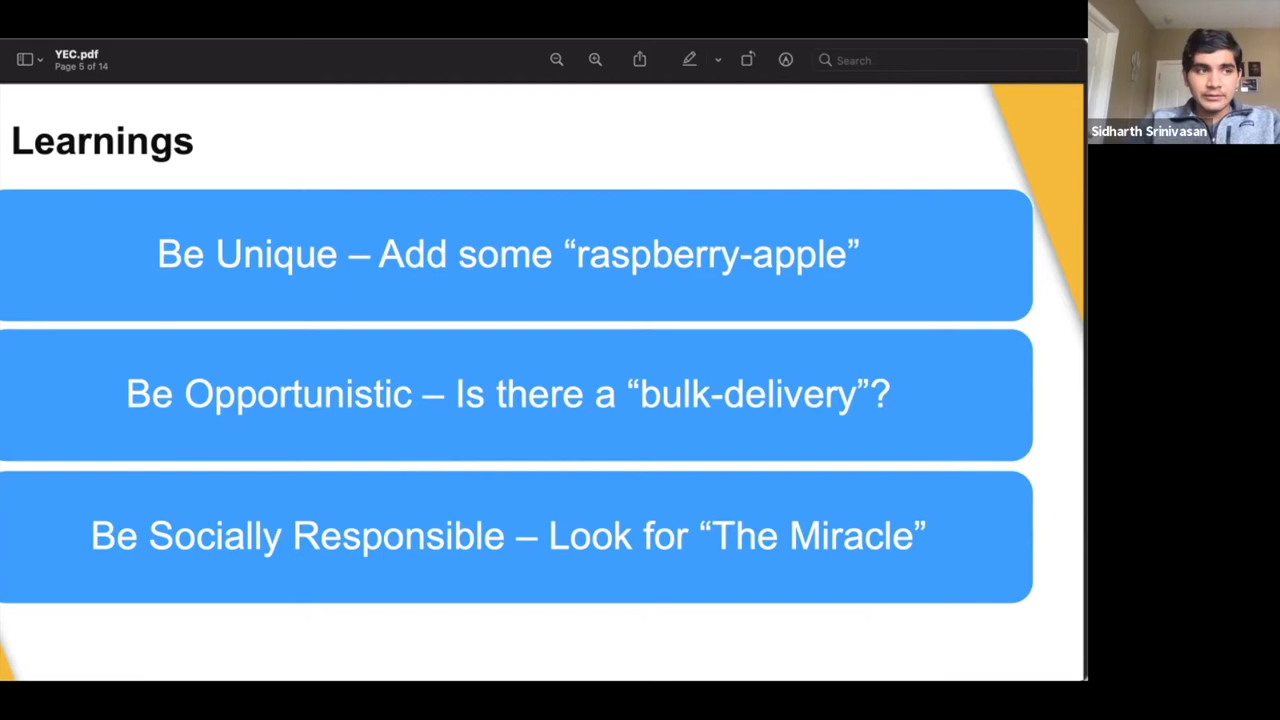 YEC.pdf
Page 5 of 14
Search
Sidharth Srinivasan
Learnings
Be Unique – Add some “raspberry-apple”
Be Opportunistic – Is there a “bulk-delivery”?
Be Socially Responsible – Look for “The Miracle”